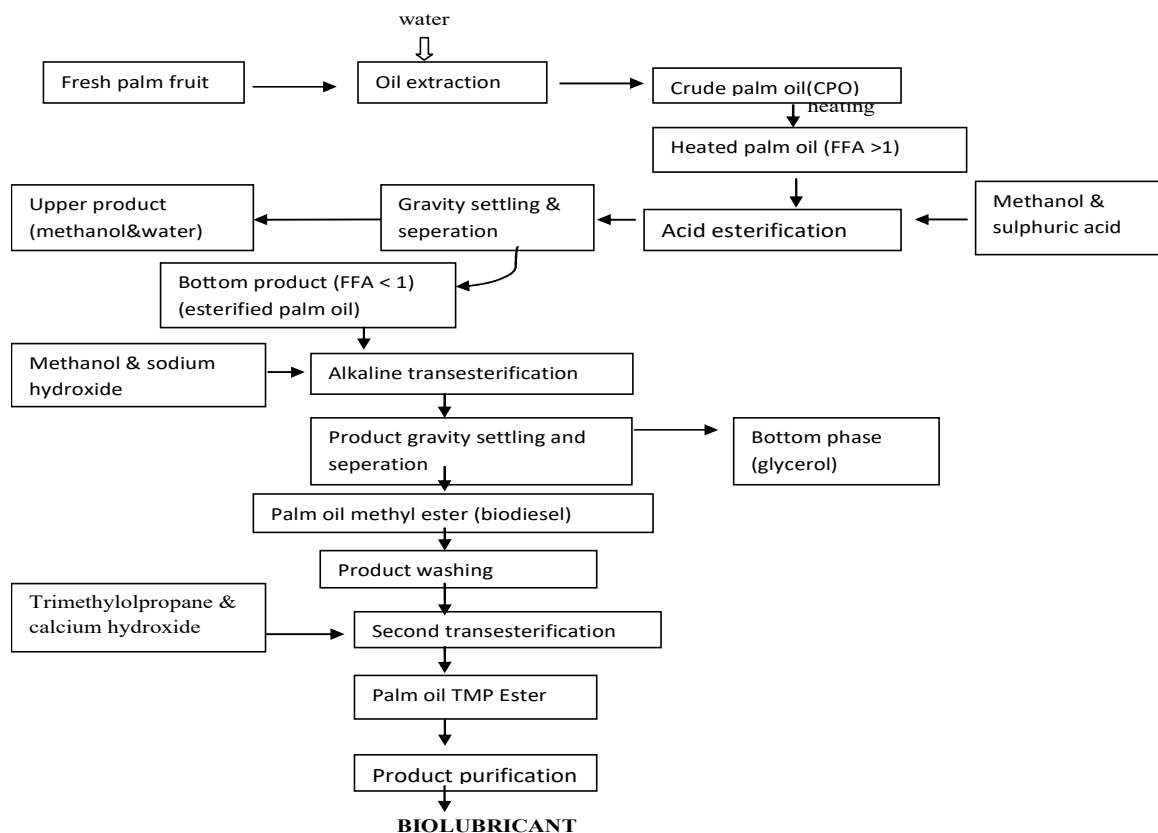 water
Fresh palm fruit
Oil extraction
Crude palm oil(CPO)
heating
Heated palm oil (FFA >1)
Upper product
(methanol&water)
Gravity settling &
seperation
Acid esterification
Methanol &
sulphuric acid
Bottom product (FFA < 1)
(esterified palm oil)
Methanol & sodium
hydroxide
Alkaline transesterification
Product gravity settling and
seperation
Bottom phase
(glycerol)
Palm oil methyl ester (biodiesel)
Product washing
Trimethylolpropane &
calcium hydroxide
Second transesterification
Palm oil TMP Ester
Product purification
BIOLUBRICANT